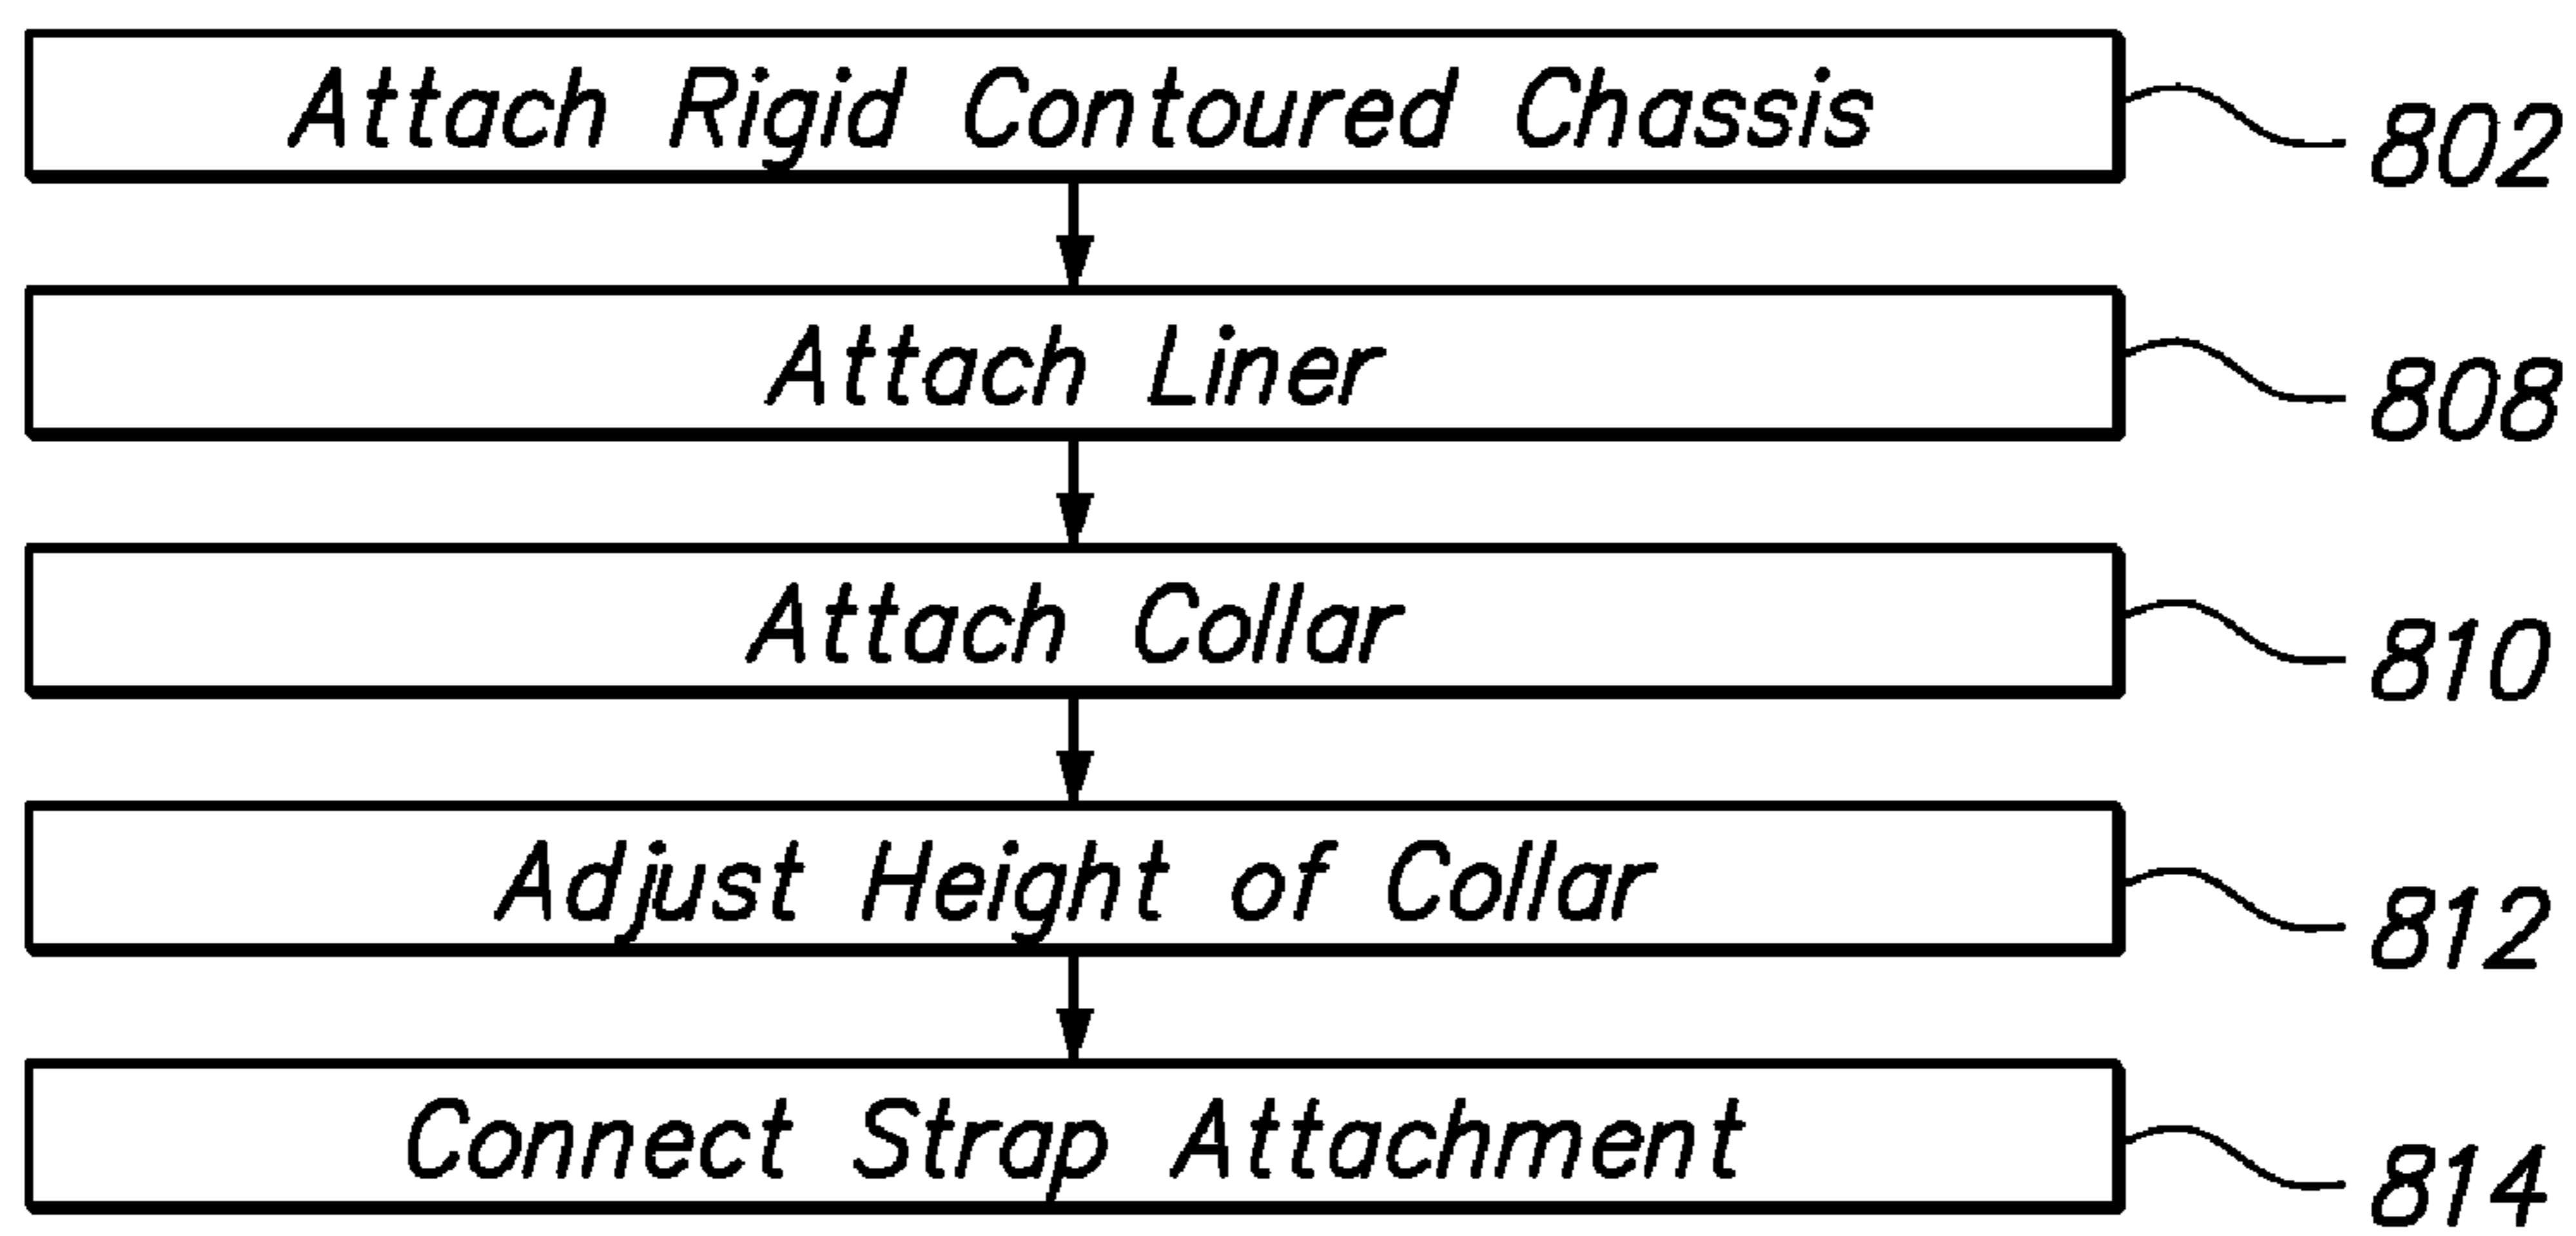 Attach Rigid Contoured Chassis 802
Attach Liner 808
Attach Collar 810
Adjust Height of Collar 812
Connect Strap Attachment 814